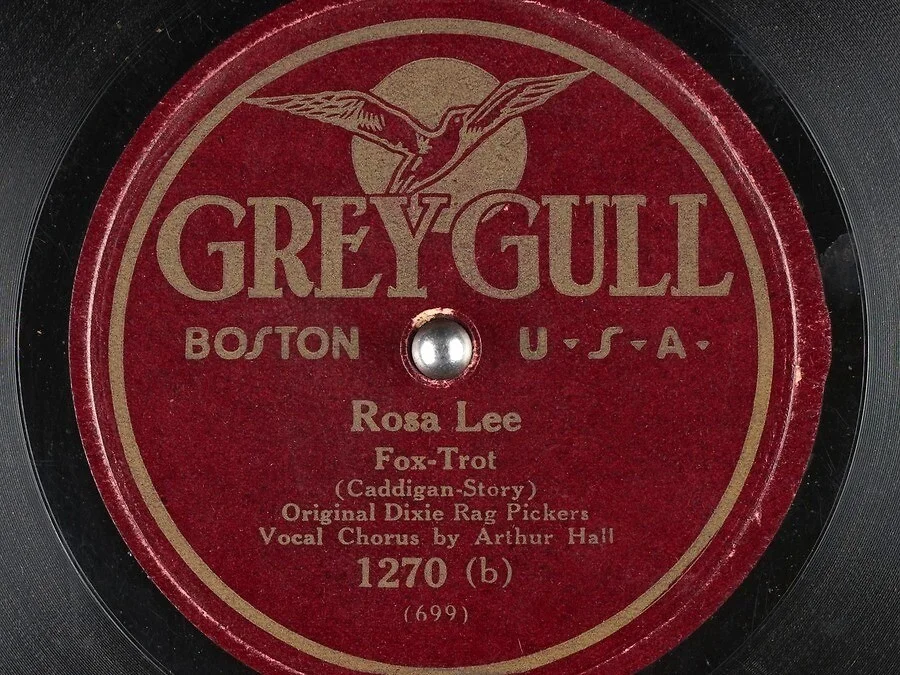 GREY GULL
BOSTON U-S-A-
Rosa Lee
Fox-Trot
(Caddigan-Story)
Original Dixie Rag Pickers
Vocal Chorus by Arthur Hall
1270 (b)
(699)